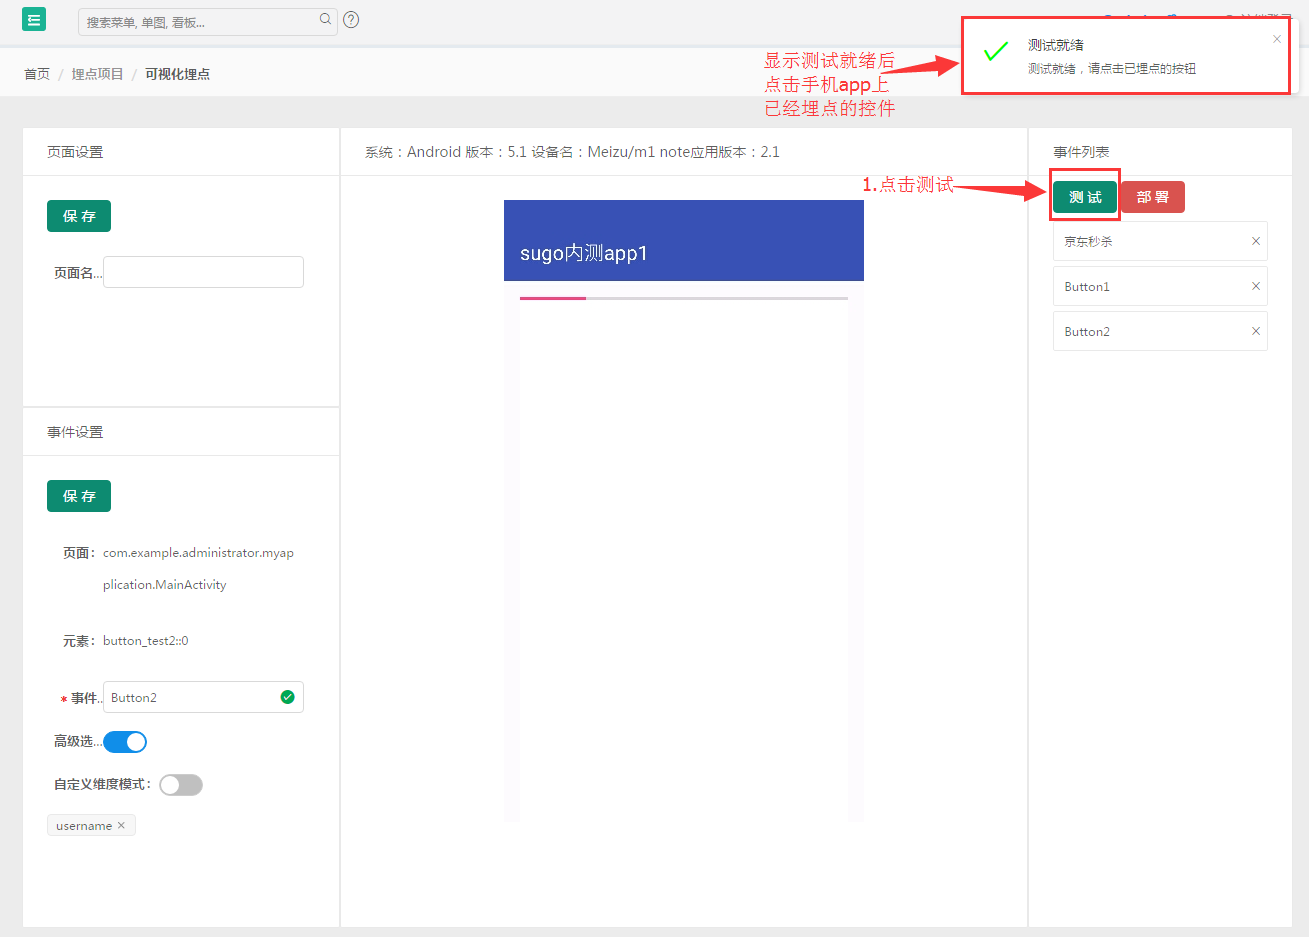 搜索菜单, 单图, 看板...
?
首页 / 埋点项目 / 可视化埋点
显示测试就绪后
点击手机app上
已经埋点的控件
测试就绪
测试就绪，请点击已埋点的按钮
页面设置
保 存
页面名...
系统：Android 版本：5.1 设备名：Meizu/m1 note应用版本：2.1
1.点击测试
sugo内测app1
事件列表
测 试
部 署
京东秒杀
Button1
Button2
事件设置
保 存
页面： com.example.administrator.myap
plication.MainActivity
元素： button_test2::0
* 事件.. Button2
高级选...
自定义维度模式：
username